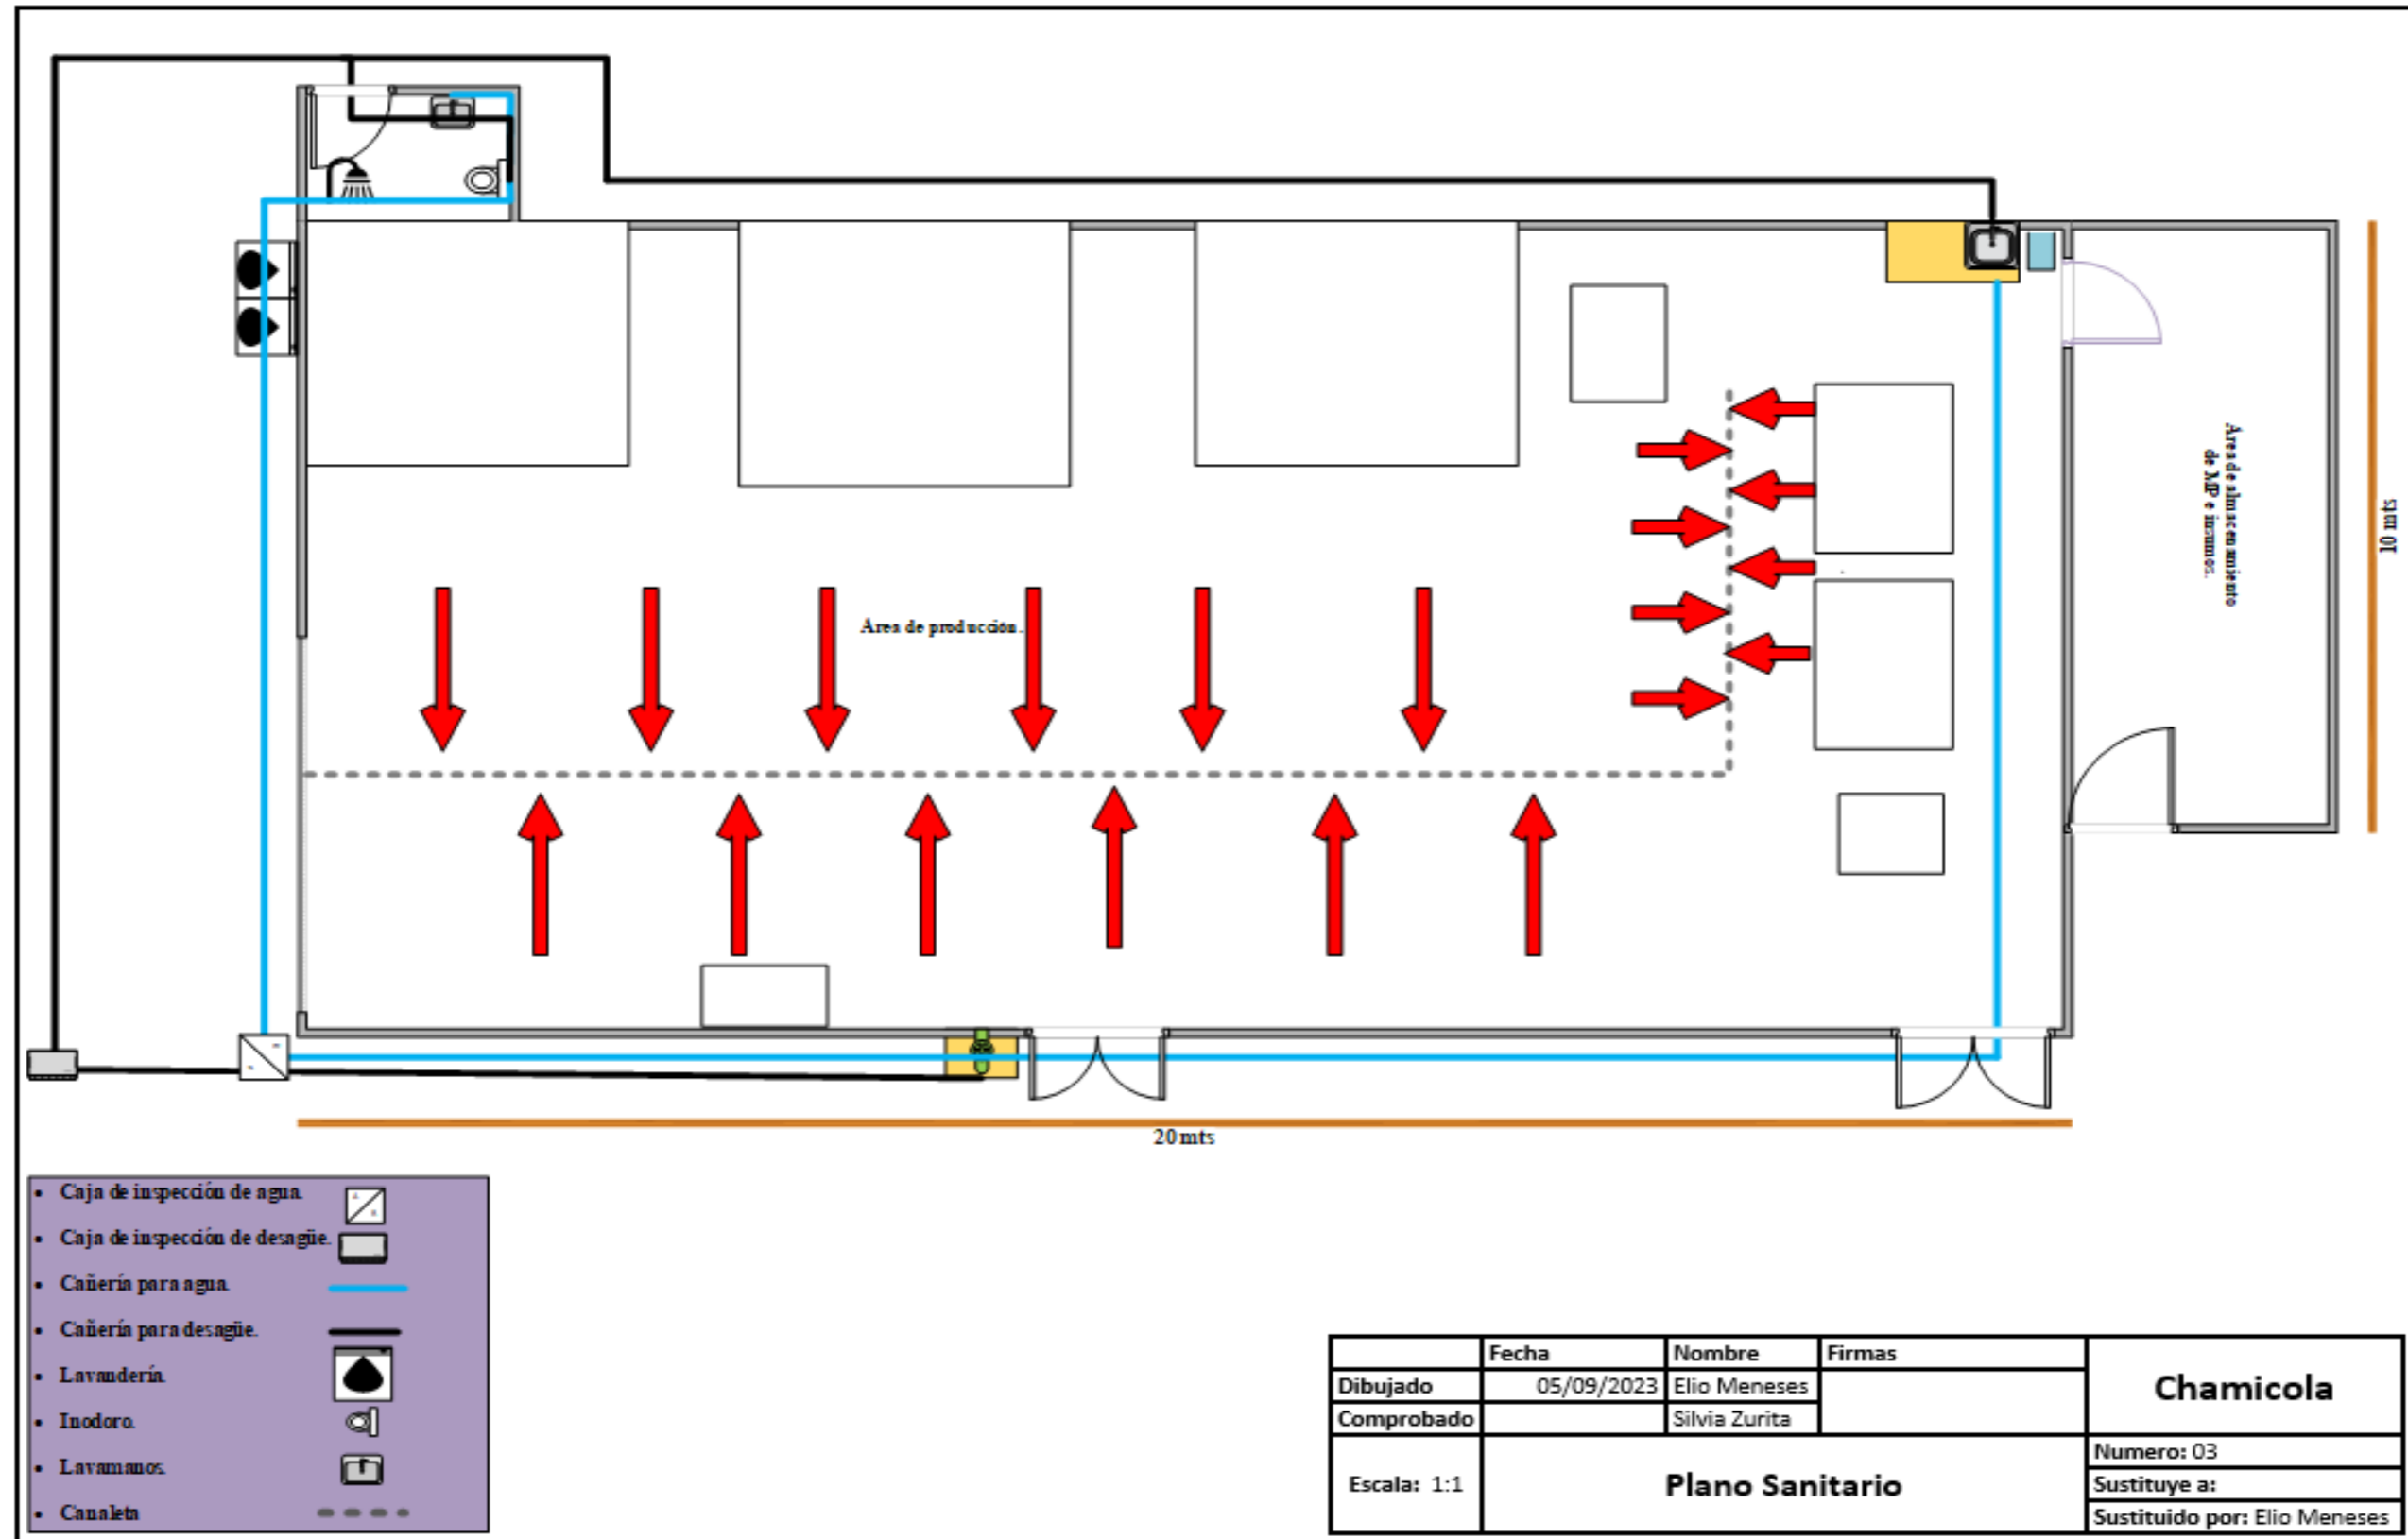 Área de almacenamiento
de MP e insumos.
10 mts
Área de producción.
20 mts
• Caja de inspección de agua.
• Caja de inspección de desagüe.
• Cañería para agua.
• Cañería para desagüe.
• Lavandería.
• Inodoro.
• Lavamanos.
• Canaleta
Fecha Nombre Firmas
Chamicola
Dibujado 05/09/2023 Elio Meneses
Comprobado Silvia Zurita
Escala: 1:1
Plano Sanitario
Numero: 03
Sustituye a:
Sustituido por: Elio Meneses